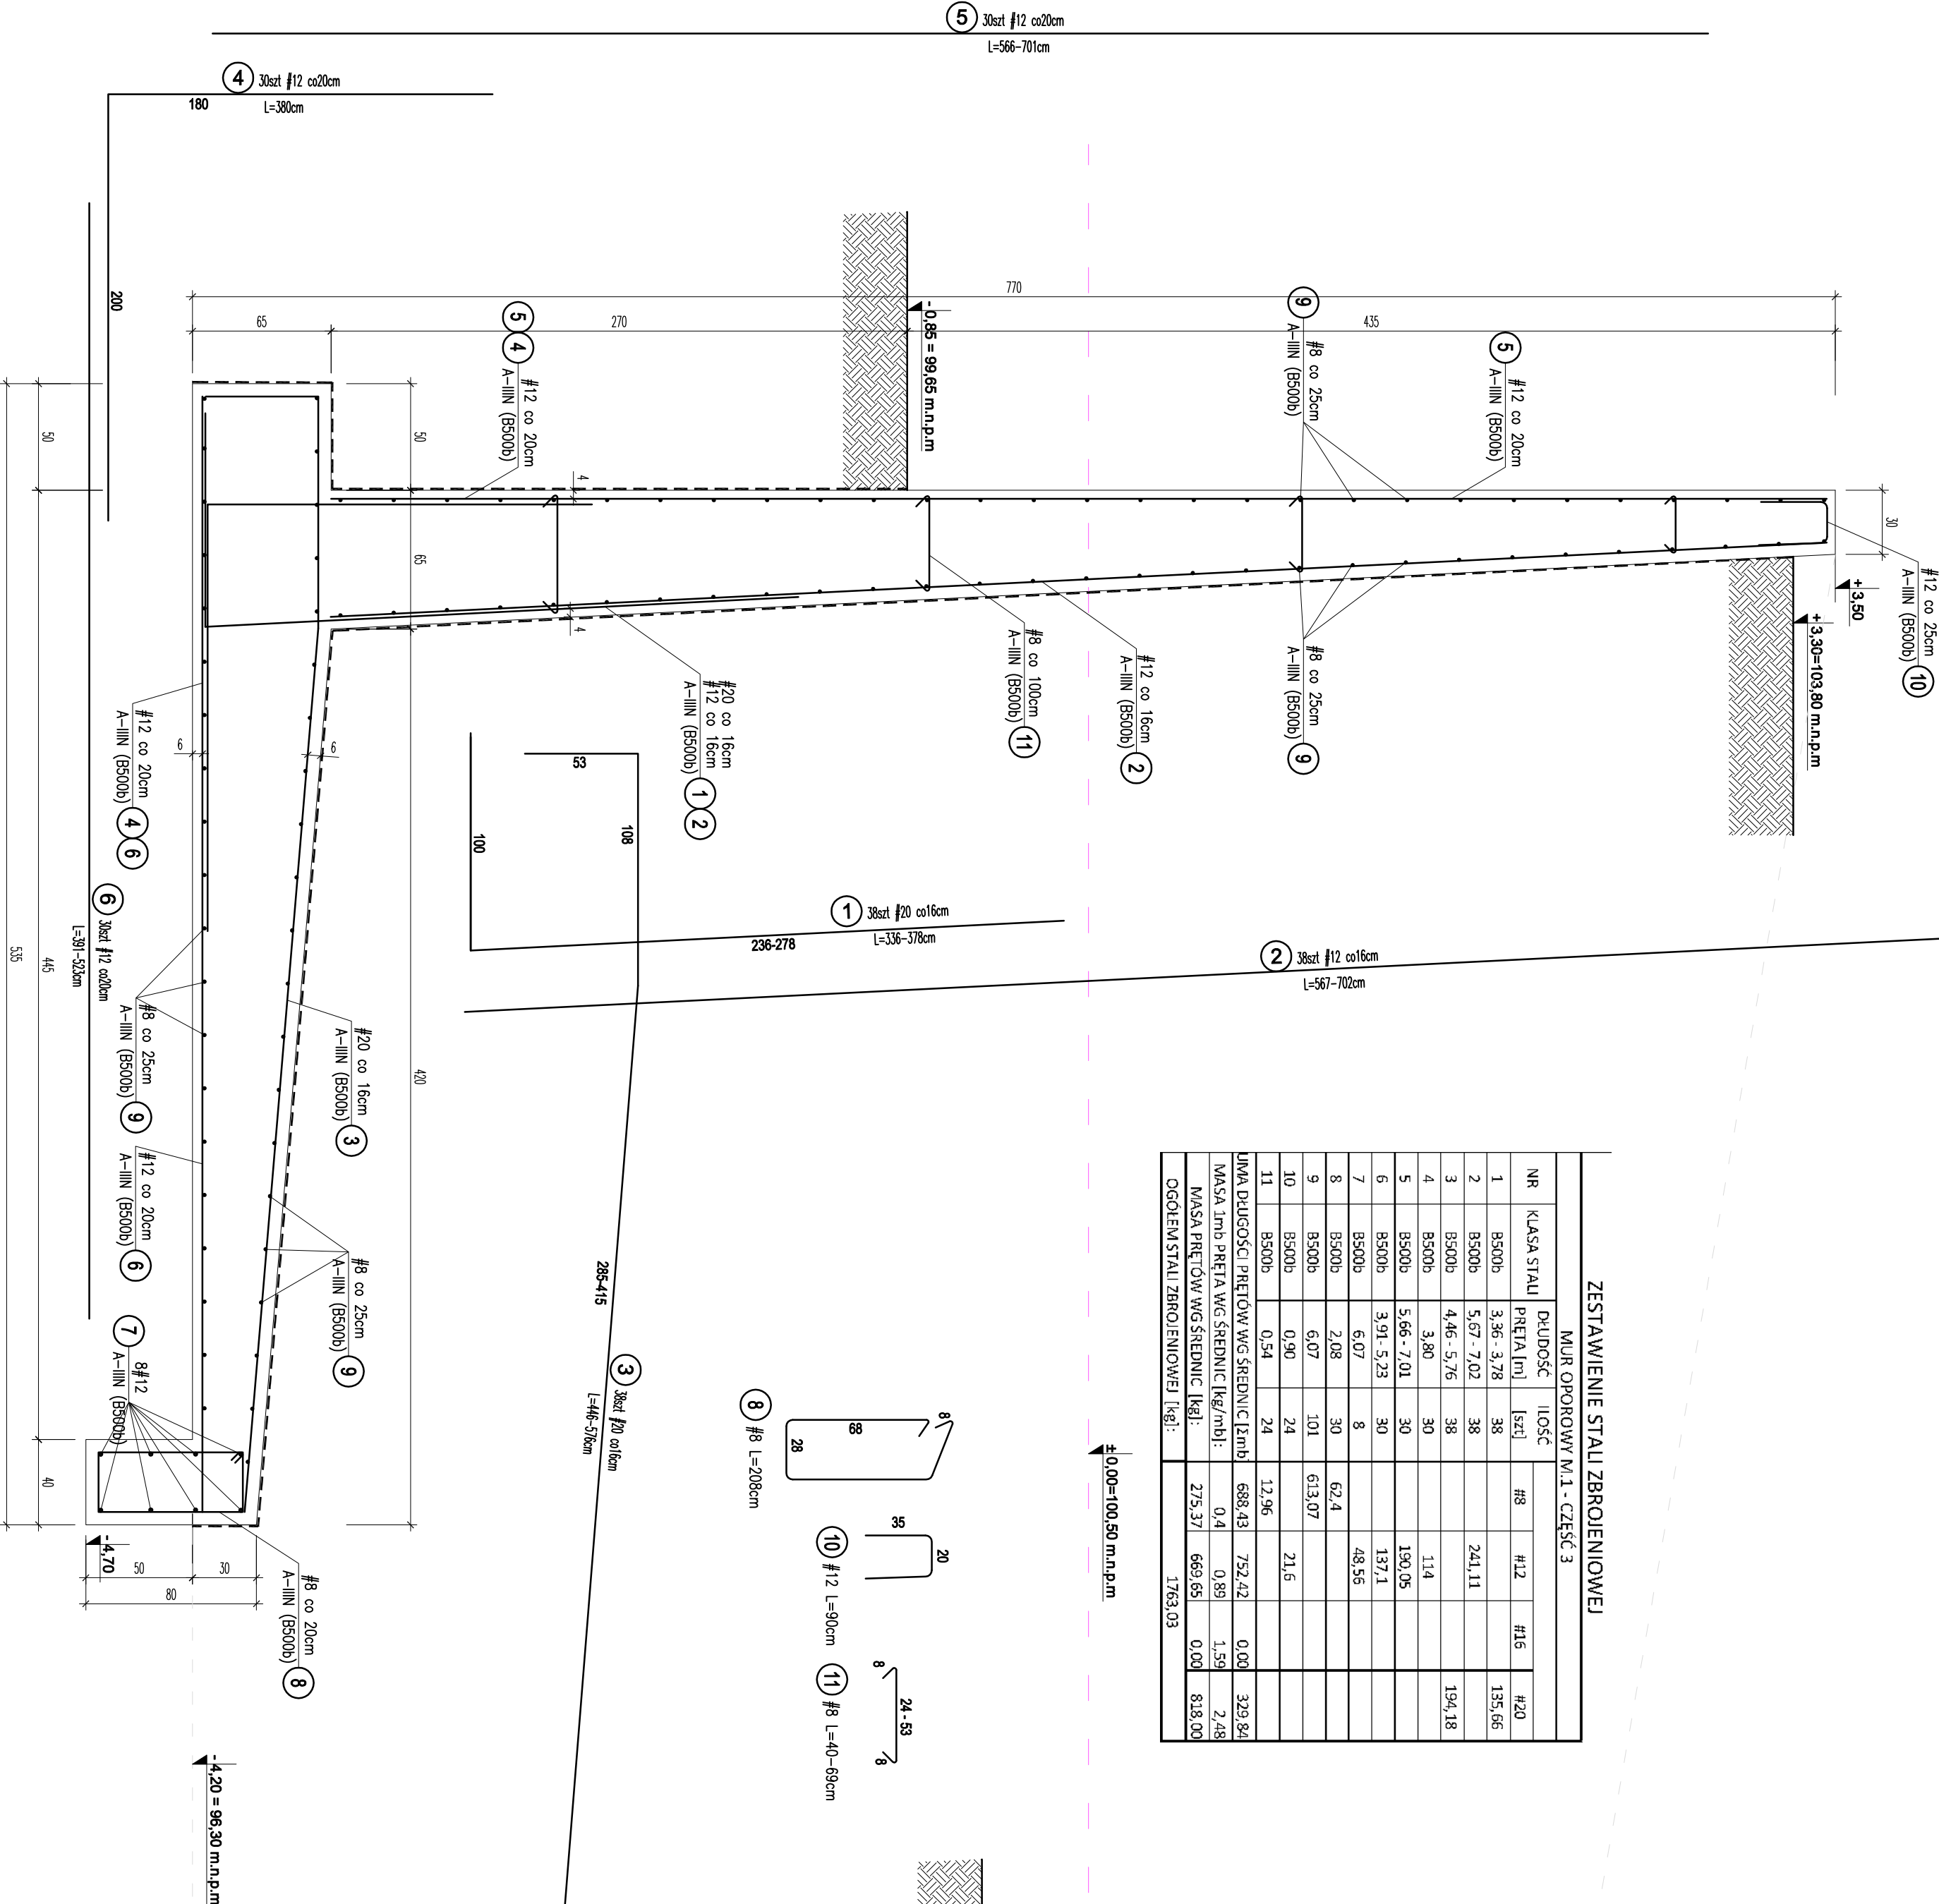 5 30szt #12 co20cm
L=566-701cm
4 30szt #12 co20cm
180
L=380cm
200
770
65
270
435
-0,85 = 99,65 m.n.p.m
9
#8 co 25cm
A-IIIN (B500b)
5
#12 co 20cm
A-IIIN (B500b)
5 4
#12 co 20cm
A-IIIN (B500b)
50
65
420
4
4
30
#12 co 25cm
A-IIIN (B500b)
10
+3,50
+3,30=103,80 m.n.p.m
#8 co 25cm
A-IIIN (B500b)
9
#12 co 16cm
A-IIIN (B500b)
2
#8 co 100cm
A-IIIN (B500b)
11
#20 co 16cm
#12 co 16cm
A-IIIN (B500b)
1 2
6
6
#12 co 20cm
A-IIIN (B500b)
4 6
6 30szt #12 co20cm
L=391-523cm
50
445
40
535
#8 co 25cm
A-IIIN (B500b)
9
#20 co 16cm
A-IIIN (B500b)
3
#12 co 20cm
A-IIIN (B500b)
6
#8 co 25cm
A-IIIN (B500b)
9
7
8#12
A-IIIN (B500b)
-4,70
50
30
80
#8 co 20cm
A-IIIN (B500b)
8
-4,20 = 96,30 m.n.p.m
53
108
100
1 38szt #20 co16cm
236-278
L=336-378cm
2 38szt #12 co16cm
L=567-702cm
285-415
3 38szt #20 co16cm
L=446-576cm
8
68
28
8 #8 L=208cm
35
20
10 #12 L=90cm
8
24 - 53
8
11 #8 L=40-69cm
±0,00=100,50 m.n.p.m
ZESTAWIENIE STALI ZBROJENIOWEJ
MUR OPOROWY M.1 - CZĘŚĆ 3
NR KLASA STALI DŁUDOŚĆ PRĘTA [m] ILOŚĆ [szt] #8 #12 #16 #20
1 B500b 3,36 - 3,78 38 135,66
2 B500b 5,67 - 7,02 38 241,11
3 B500b 4,46 - 5,76 38 194,18
4 B500b 3,80 30 114
5 B500b 5,66 - 7,01 30 190,05
6 B500b 3,91- 5,23 30 137,1
7 B500b 6,07 8 48,56
8 B500b 2,08 30 62,4
9 B500b 6,07 101 613,07
10 B500b 0,90 24 21,6
11 B500b 0,54 24 12,96
UMA DŁUGOŚCI PRĘTÓW WG ŚREDNIC [Σmb] 688,43 752,42 0,00 329,84
MASA 1mb PRĘTA WG ŚREDNIC [kg/mb]: 0,4 0,89 1,59 2,48
MASA PRĘTÓW WG ŚREDNIC [kg]: 275,37 669,65 0,00 818,00
OGÓŁEM STALI ZBROJENIOWEJ [kg]: 1763,03